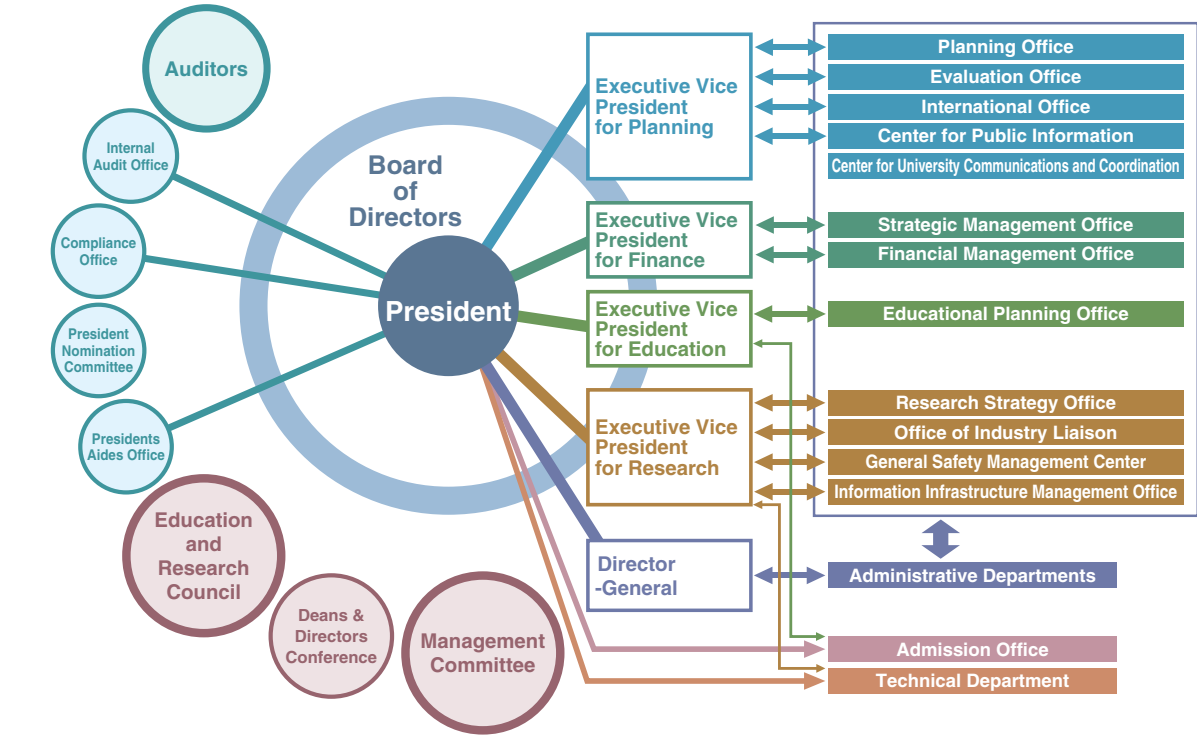 Auditors
Internal
Audit Office
Compliance
Office
President
Nomination
Committee
Presidents
Aides Office
Education
and
Research
Council
Deans &
Directors
Conference
Management
Committee
Board
of
Directors
President
Executive Vice
President
for Planning
Executive Vice
President
for Finance
Executive Vice
President
for Education
Executive Vice
President
for Research
Director
-General
Planning Office
Evaluation Office
International Office
Center for Public Information
Center for University Communications and Coordination
Strategic Management Office
Financial Management Office
Educational Planning Office
Research Strategy Office
Office of Industry Liaison
General Safety Management Center
Information Infrastructure Management Office
Administrative Departments
Admission Office
Technical Department